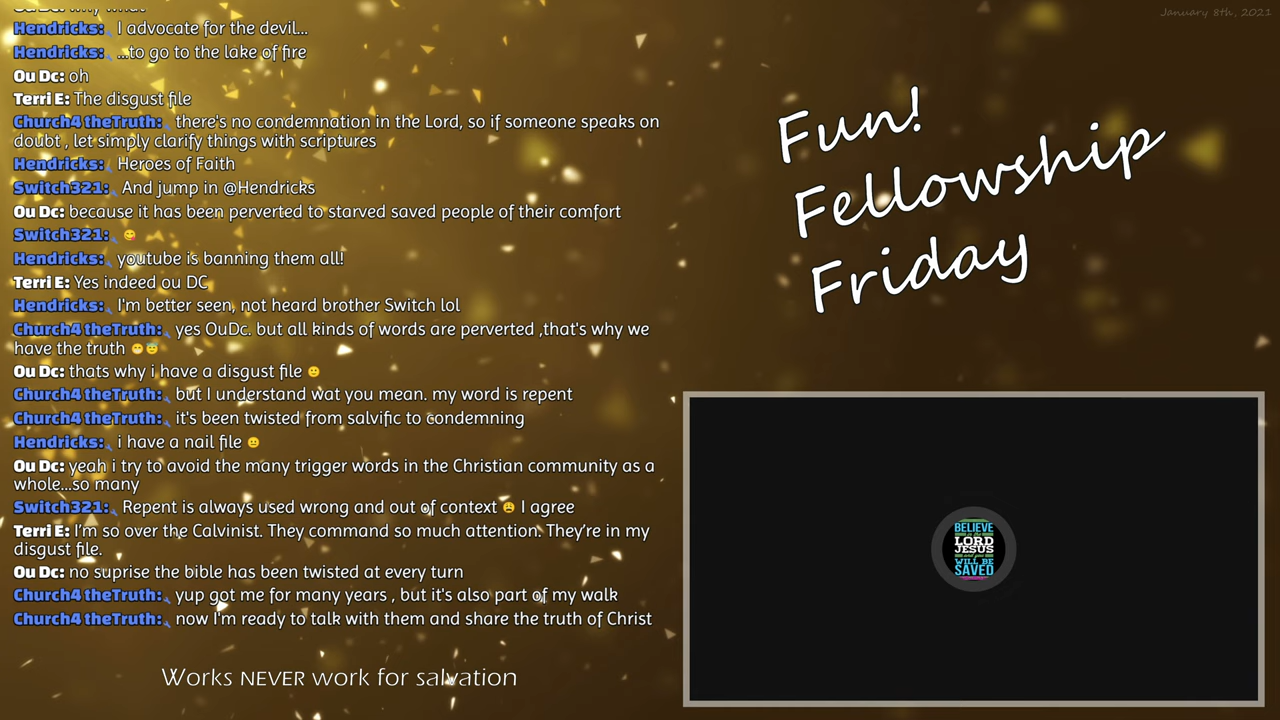 Hendricks: I advocate for the devil...
Hendricks: ...to go to the lake of fire
Ou Dc: oh
Terri E: The disgust file
Church4 theTruth: there's no condemnation in the Lord, so if someone speaks on
doubt , let simply clarify things with scriptures
Hendricks: Heroes of Faith
Switch321: And jump in @Hendricks
Ou Dc: because it has been perverted to starved saved people of their comfort
Switch321: 😋
Hendricks: youtube is banning them all!
Terri E: Yes indeed ou DC
Hendricks: I'm better seen, not heard brother Switch lol
Church4 theTruth: yes OuDc. but all kinds of words are perverted ,that's why we
have the truth 😁😇
Ou Dc: thats why i have a disgust file 🙂
Church4 theTruth: but I understand wat you mean. my word is repent
Church4 theTruth: it's been twisted from salvific to condemning
Hendricks: i have a nail file 😐
Ou Dc: yeah i try to avoid the many trigger words in the Christian community as a
whole...so many
Switch321: Repent is always used wrong and out of context 😩 I agree
Terri E: I'm so over the Calvinist. They command so much attention. They're in my
disgust file.
Ou Dc: no suprise the bible has been twisted at every turn
Church4 theTruth: yup got me for many years , but it's also part of my walk
Church4 theTruth: now I'm ready to talk with them and share the truth of Christ
Works NEVER work for salvation
January 8th, 2021
Fun!
Fellowship
Friday
BELIEVE
LORD
JESUS
WILL BE
SAVED